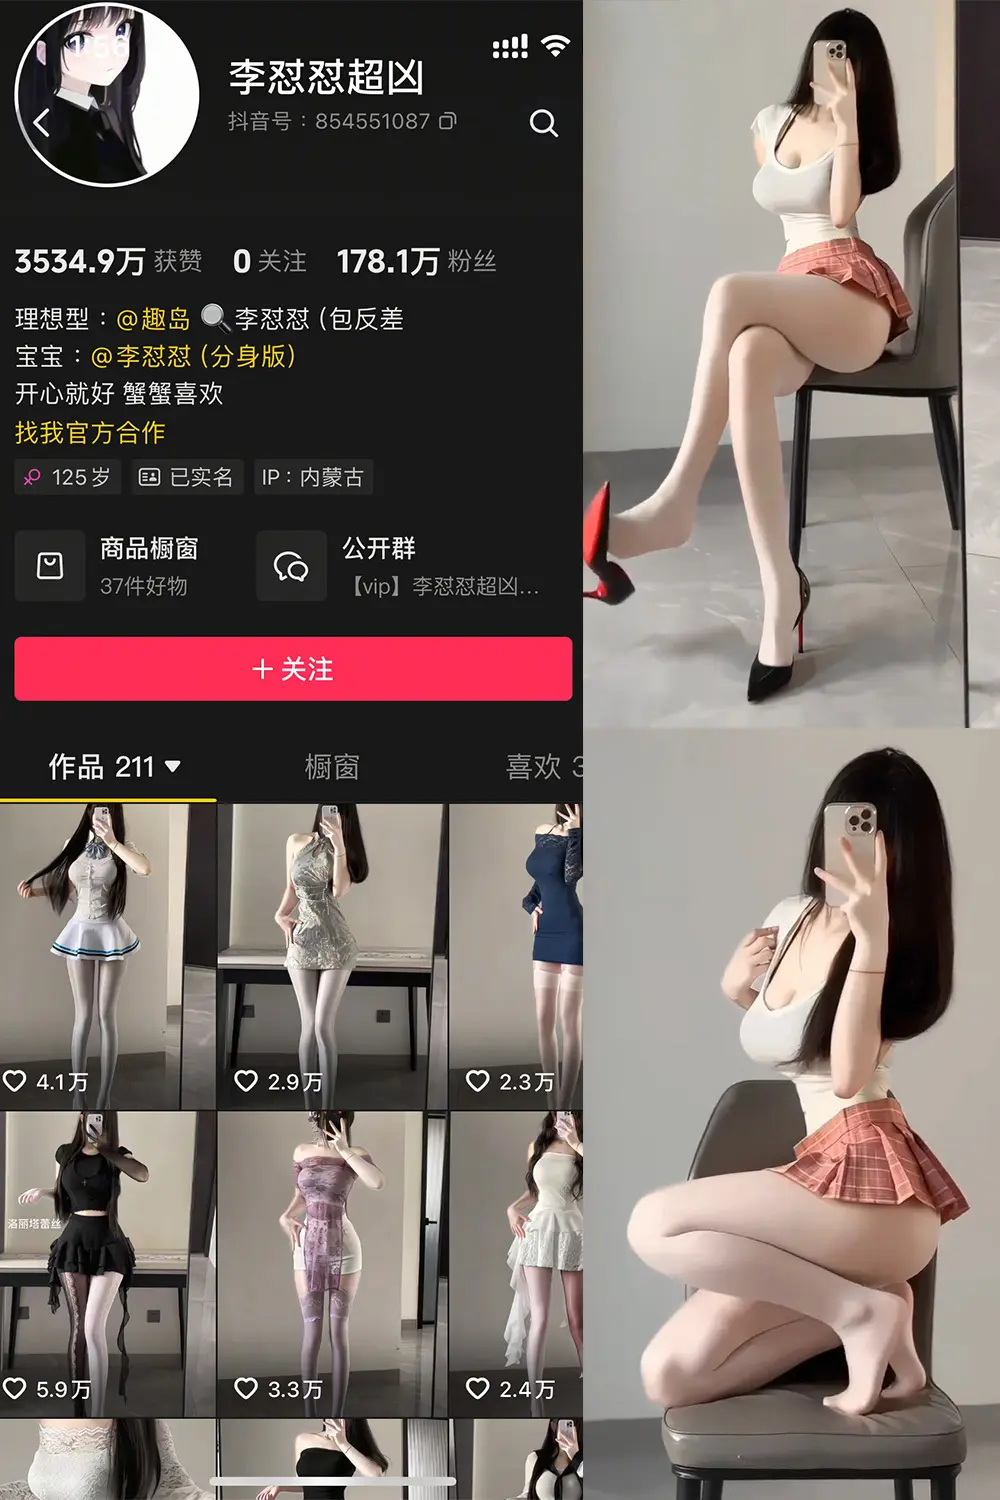 1:56
李怼怼超凶
抖音号：854551087
3534.9万 获赞 0 关注 178.1万 粉丝
理想型：@趣岛 🔍李怼怼（包反差
宝宝：@李怼怼（分身版）
开心就好 蟹蟹喜欢
找我官方合作
125岁 已实名 IP：内蒙古
商品橱窗 公开群
37件好物 【vip】李怼怼超凶...
+ 关注
作品 211 橱窗 喜欢 3
4.1万 2.9万 2.3万
洛丽塔蕾丝
5.9万 3.3万 2.4万